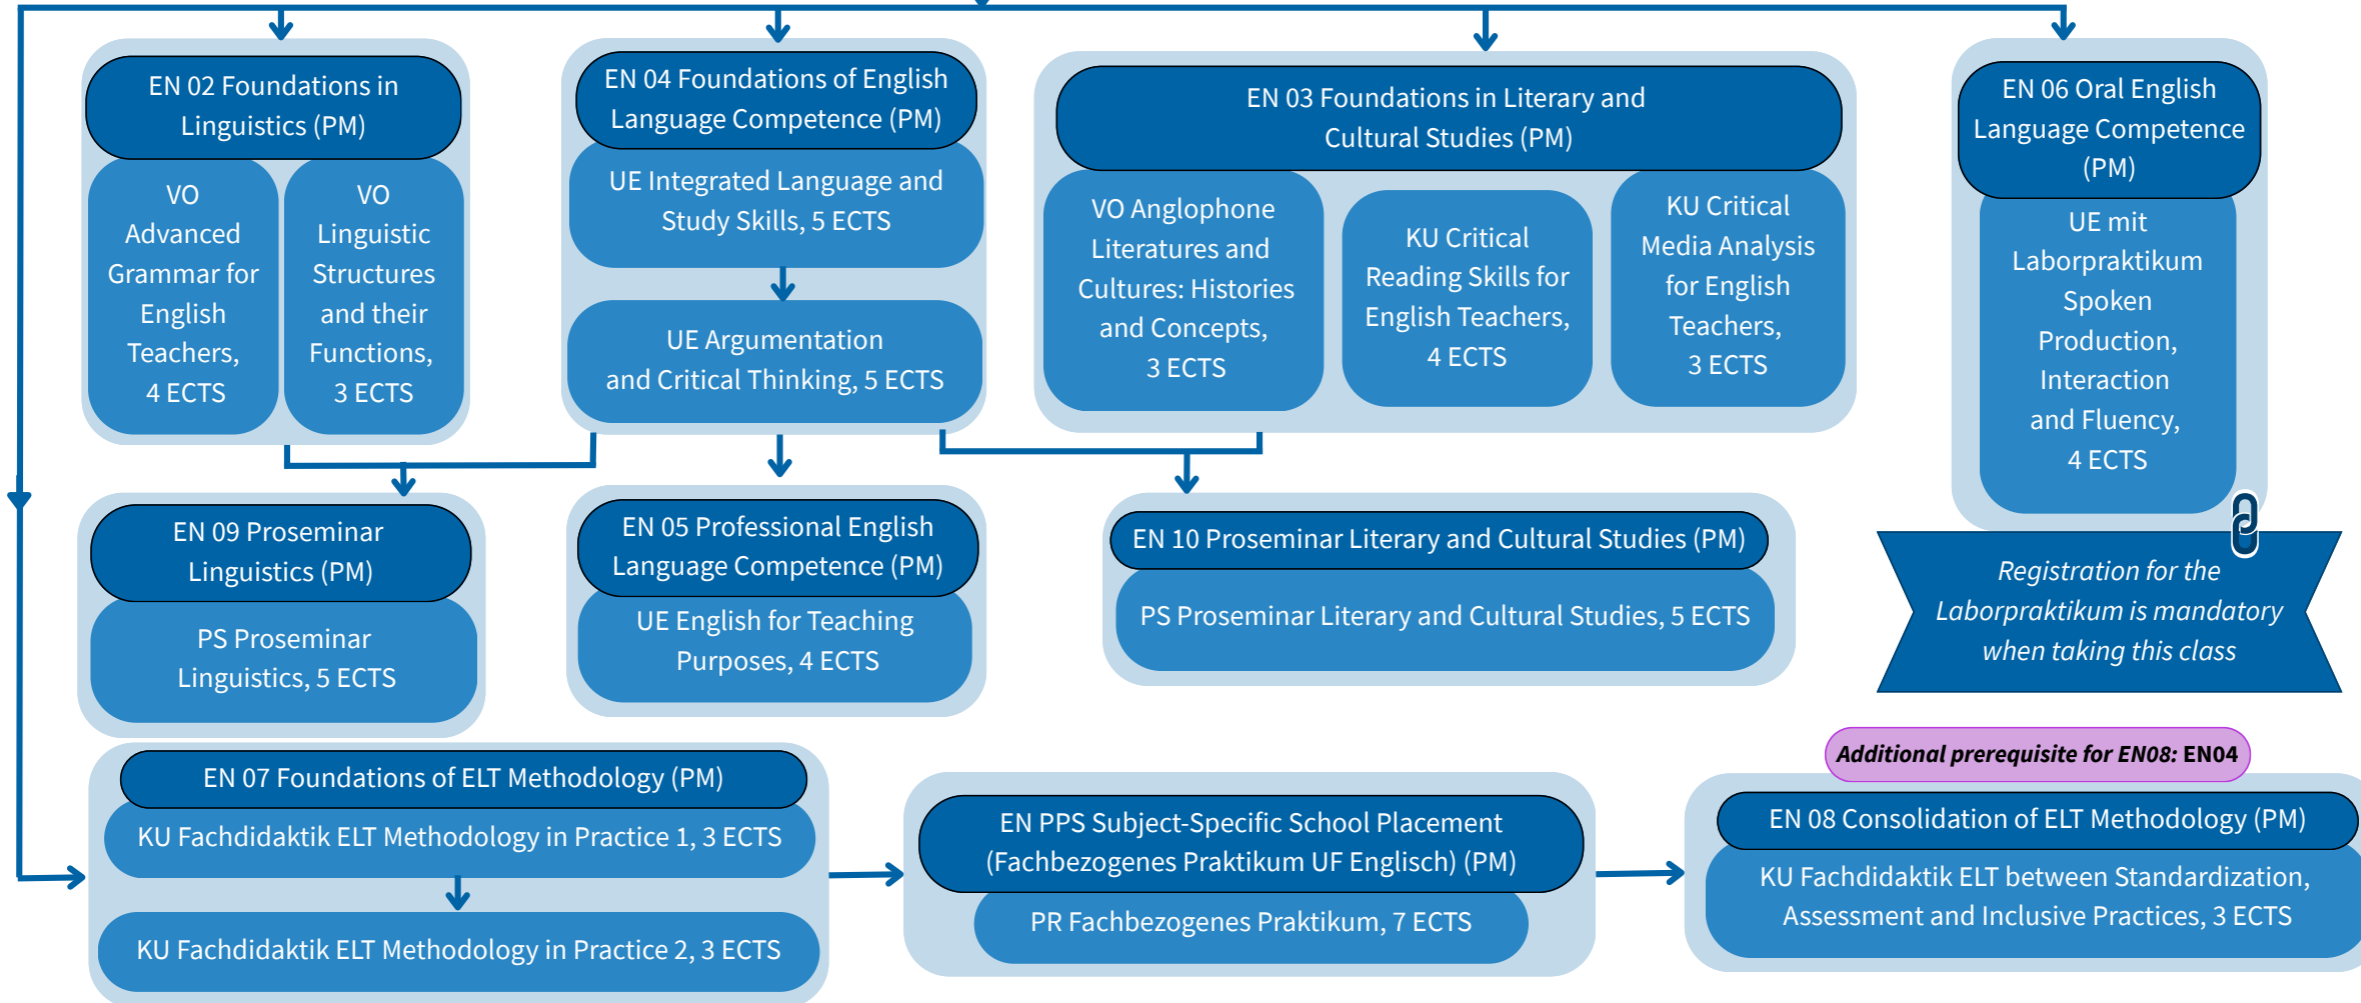 EN 02 Foundations in
Linguistics (PM)
VO
Advanced
Grammar for
English
Teachers,
4 ECTS
VO
Linguistic
Structures
and their
Functions,
3 ECTS
EN 04 Foundations of English
Language Competence (PM)
UE Integrated Language and
Study Skills, 5 ECTS
UE Argumentation
and Critical Thinking, 5 ECTS
EN 03 Foundations in Literary and
Cultural Studies (PM)
VO Anglophone
Literatures and
Cultures: Histories
and Concepts,
3 ECTS
KU Critical
Reading Skills for
English Teachers,
4 ECTS
KU Critical
Media Analysis
for English
Teachers,
3 ECTS
EN 06 Oral English
Language Competence
(PM)
UE mit
Laborpraktikum
Spoken
Production,
Interaction
and Fluency,
4 ECTS
EN 09 Proseminar
Linguistics (PM)
PS Proseminar
Linguistics, 5 ECTS
EN 05 Professional English
Language Competence (PM)
UE English for Teaching
Purposes, 4 ECTS
EN 10 Proseminar Literary and Cultural Studies (PM)
PS Proseminar Literary and Cultural Studies, 5 ECTS
Registration for the
Laborpraktikum is mandatory
when taking this class
EN 07 Foundations of ELT Methodology (PM)
KU Fachdidaktik ELT Methodology in Practice 1, 3 ECTS
KU Fachdidaktik ELT Methodology in Practice 2, 3 ECTS
EN PPS Subject-Specific School Placement
(Fachbezogenes Praktikum UF Englisch) (PM)
PR Fachbezogenes Praktikum, 7 ECTS
Additional prerequisite for EN08: EN04
EN 08 Consolidation of ELT Methodology (PM)
KU Fachdidaktik ELT between Standardization,
Assessment and Inclusive Practices, 3 ECTS